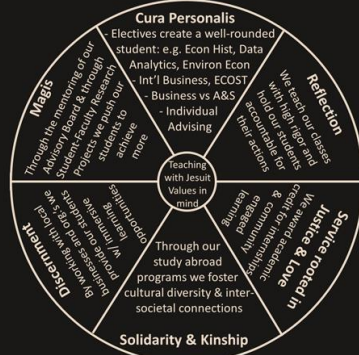 Cura Personalis
- Electives create a well-rounded
student: e.g. Econ Hist, Data
Analytics, Environ Econ
- Int'l Business, ECOST
- Business vs A&S
- Individual
Advising
Reflection
We teach our classes
with high rigor and
hold our students
accountable for
their actions
Service rooted in
Justice & Love
We award academic
credit for internships
& community
engaged
learning
Solidarity & Kinship
Through our
study abroad
programs we foster
cultural diversity & inter-
societal connections
Discernment
By working with local
businesses and org's we
provide our students
w/ immersive
learning
opportunities
Magis
Through the mentoring of our
Advisory Board & through
Student-Faculty Research
Projects we push our
students to
achieve
more
Teaching
with Jesuit
Values in
mind